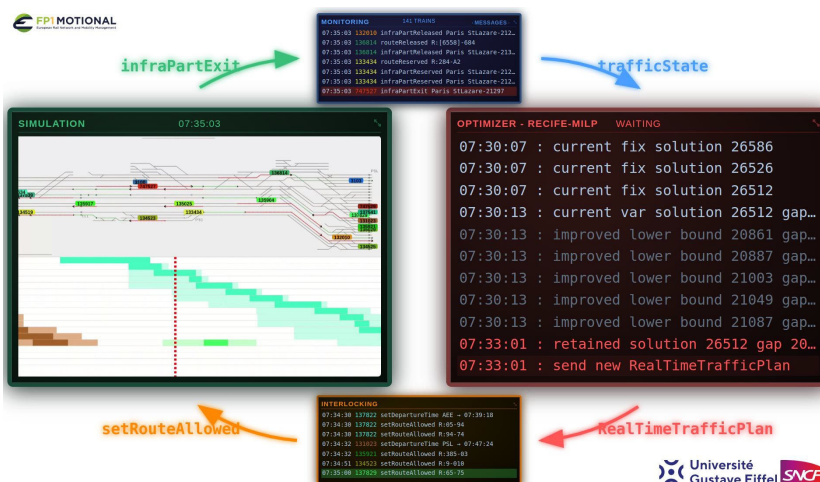 FP1 MOTIONAL
European Rail Network and Mobility Management
MONITORING 141 TRAINS - MESSAGES -
07:35:03 132010 infraPartReleased Paris StLazare-212…
07:35:03 136814 routeReleased R:[6558]-684
07:35:03 136814 infraPartReleased Paris StLazare-213…
07:35:03 133434 routeReserved R:204-A2
07:35:03 133434 infraPartReserved Paris StLazare-212…
07:35:03 133434 infraPartReserved Paris StLazare-212…
07:35:03 747527 infraPartExit Paris StLazare-21297
infraPartExit
trafficState
SIMULATION 07:35:03
136814
133434
134523
135025
135904
132010
134519
OPTIMIZER - RECIFE-MILP WAITING
07:30:07 : current fix solution 26586
07:30:07 : current fix solution 26526
07:30:07 : current fix solution 26512
07:30:13 : current var solution 26512 gap…
07:30:13 : improved lower bound 20861 gap…
07:30:13 : improved lower bound 20887 gap…
07:30:13 : improved lower bound 21003 gap…
07:30:13 : improved lower bound 21049 gap…
07:30:13 : improved lower bound 21087 gap…
07:33:01 : retained solution 26512 gap 20…
07:33:01 : send new RealTimeTrafficPlan
setRouteAllowed
RealTimeTrafficPlan
INTERLOCKING
07:34:30 137822 setDepartureTime AEE → 07:39:18
07:34:30 137822 setRouteAllowed R:05-94
07:34:30 137822 setRouteAllowed R:94-74
07:34:32 133823 setDepartureTime PSL → 07:47:24
07:34:32 135921 setRouteAllowed R:385-03
07:34:51 134523 setRouteAllowed R:9-010
07:35:00 137829 setRouteAllowed R:65-75
Université
Gustave Eiffel
SNCF